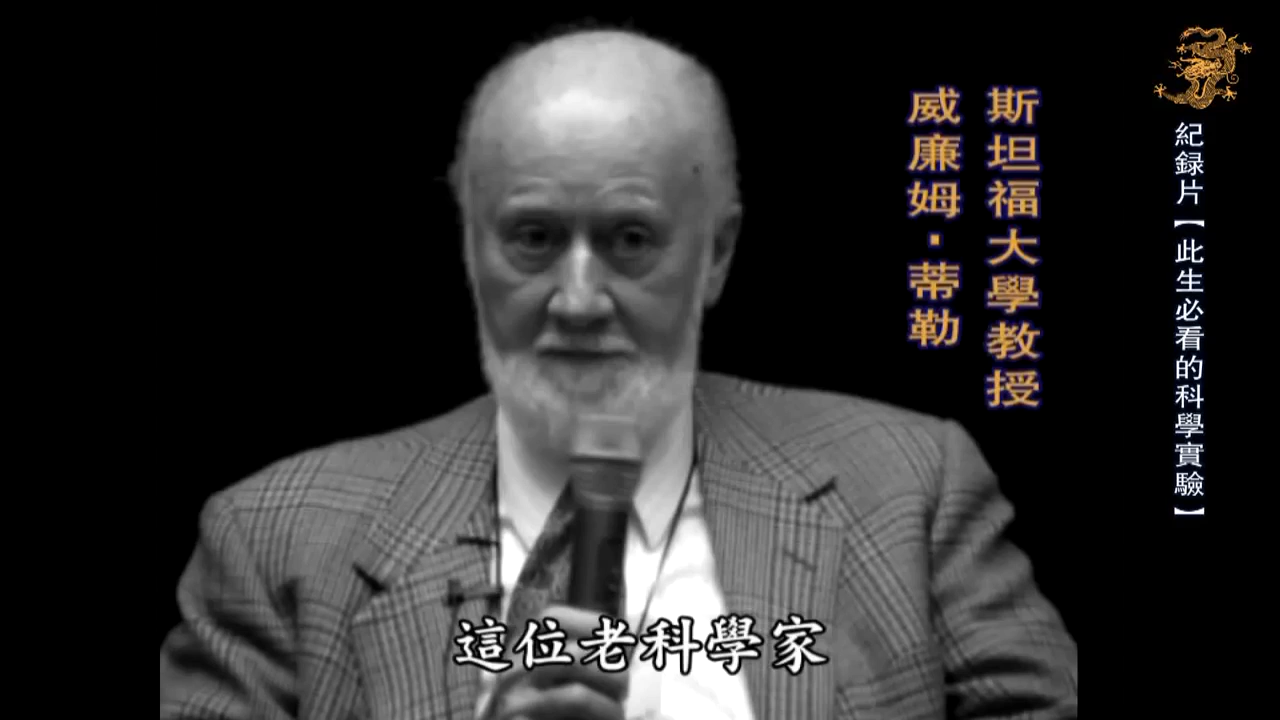 紀録片【此生必看的科學實驗】
斯坦福大學教授
威廉姆·蒂勒
這位老科學家